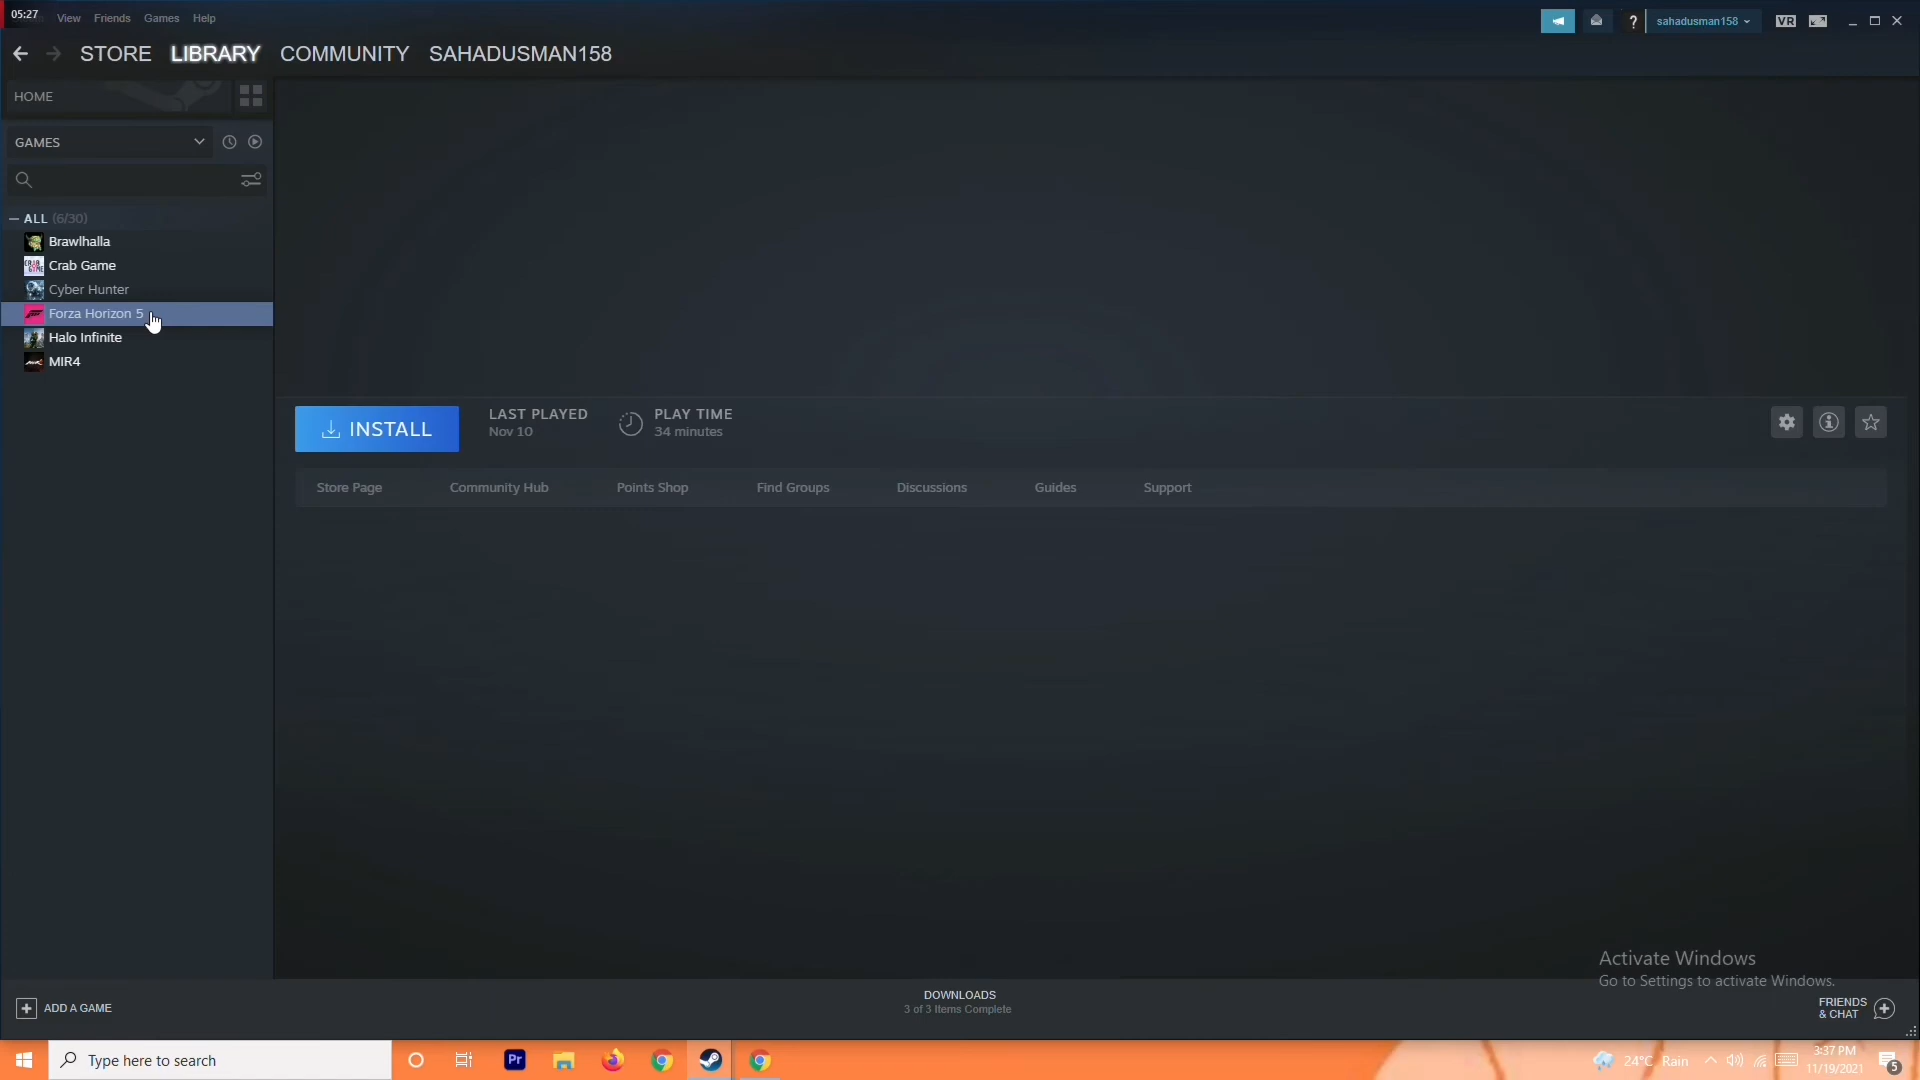 05:27
View Friends Games Help
sahadusman158
VR
STORE LIBRARY COMMUNITY SAHADUSMAN158
HOME
GAMES
ALL (6/30)
Brawlhalla
Crab Game
Cyber Hunter
Forza Horizon 5
Halo Infinite
MIR4
INSTALL
LAST PLAYED
Nov 10
PLAY TIME
34 minutes
Store Page Community Hub Points Shop Find Groups Discussions Guides Support
Activate Windows
Go to Settings to activate Windows.
ADD A GAME
DOWNLOADS
3 of 3 Items Complete
FRIENDS
& CHAT
Type here to search
Pr
24°C Rain
3:37 PM
11/19/2021
5